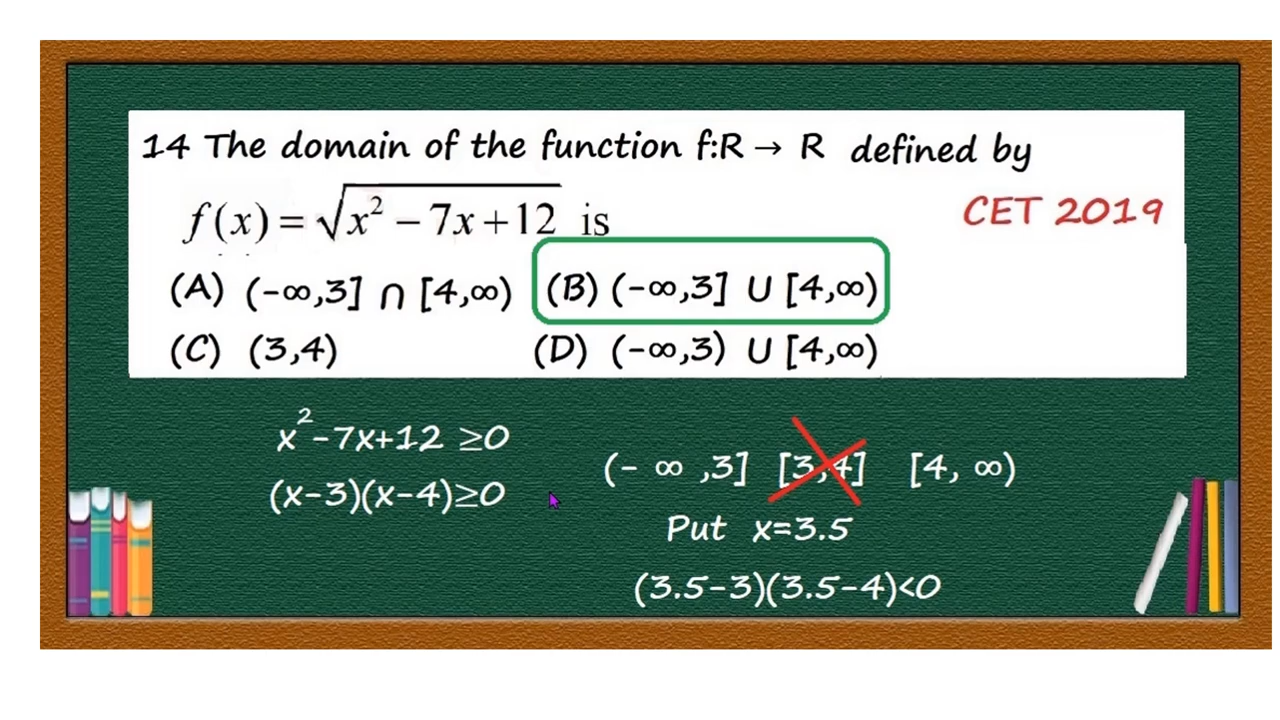 14 The domain of the function f:R → R defined by
f(x) = √x² − 7x + 12 is
CET 2019
(A) (-∞,3] ∩ [4,∞) (B) (-∞,3] ∪ [4,∞)
(C) (3,4) (D) (-∞,3) ∪ [4,∞)
x²-7x+12 ≥0
(x-3)(x-4)≥0
(- ∞ ,3] [3,4] [4, ∞)
Put x=3.5
(3.5-3)(3.5-4)<0